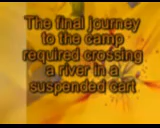 The final journey
to the camp
required crossing
a river in a
suspended cart